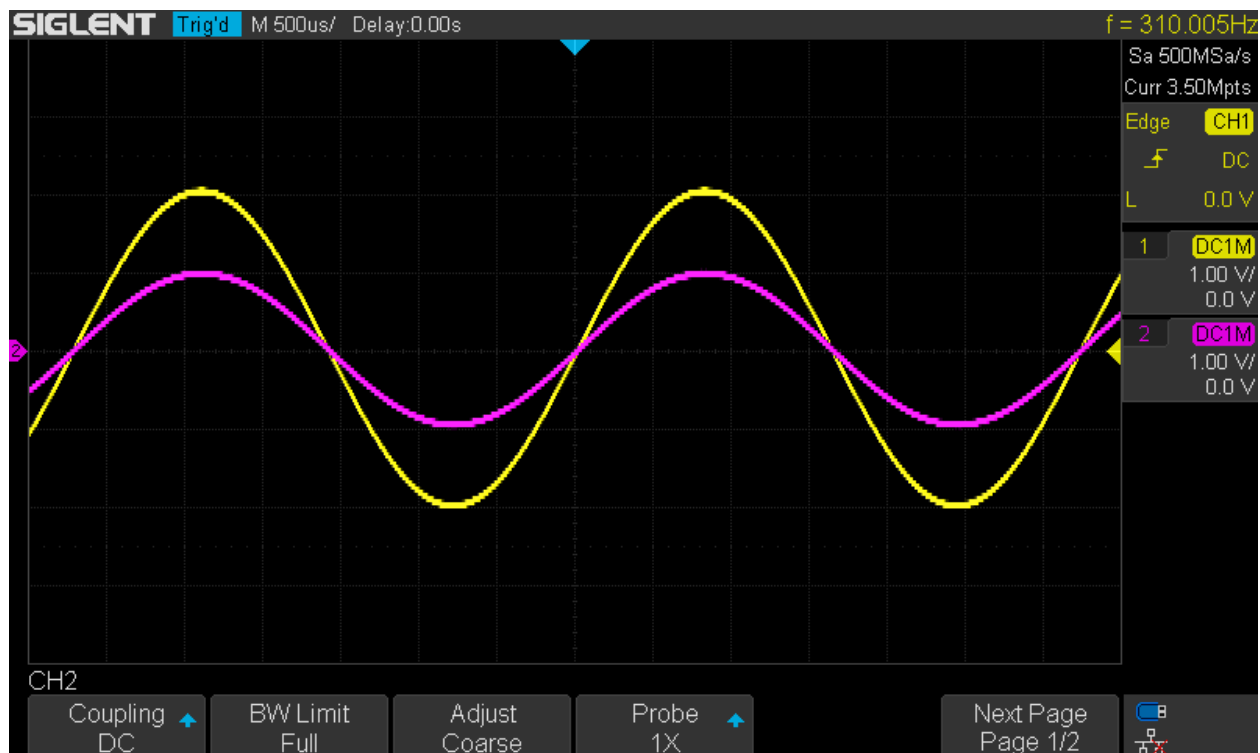 SIGLENT Trig'd M 500us/ Delay:0.00s f = 310.005Hz
Sa 500MSa/s
Curr 3.50Mpts
Edge CH1
DC
L 0.0 V
1 DC1M
1.00 V/
0.0 V
2
2 DC1M
1.00 V/
0.0 V
CH2
Coupling BW Limit Adjust Probe Next Page
DC Full Coarse 1X Page 1/2